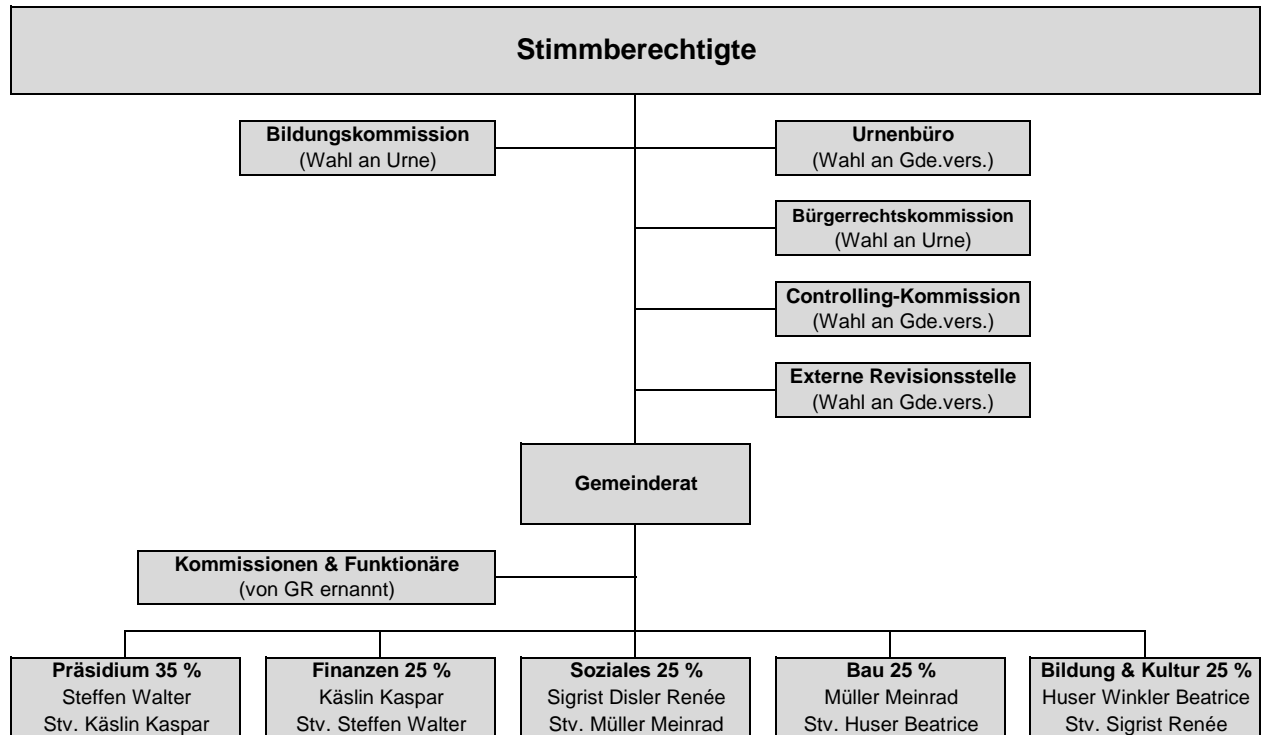 Stimmberechtigte
Bildungskommission
(Wahl an Urne)
Urnenbüro
(Wahl an Gde.vers.)
Bürgerrechtskommission
(Wahl an Urne)
Controlling-Kommission
(Wahl an Gde.vers.)
Externe Revisionsstelle
(Wahl an Gde.vers.)
Gemeinderat
Kommissionen & Funktionäre
(von GR ernannt)
Präsidium 35 %
Steffen Walter
Stv. Käslin Kaspar
Finanzen 25 %
Käslin Kaspar
Stv. Steffen Walter
Soziales 25 %
Sigrist Disler Renée
Stv. Müller Meinrad
Bau 25 %
Müller Meinrad
Stv. Huser Beatrice
Bildung & Kultur 25 %
Huser Winkler Beatrice
Stv. Sigrist Renée